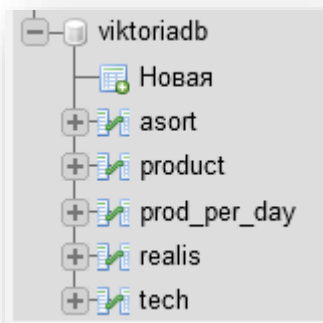 viktoriadb
Новая
asort
product
prod_per_day
realis
tech